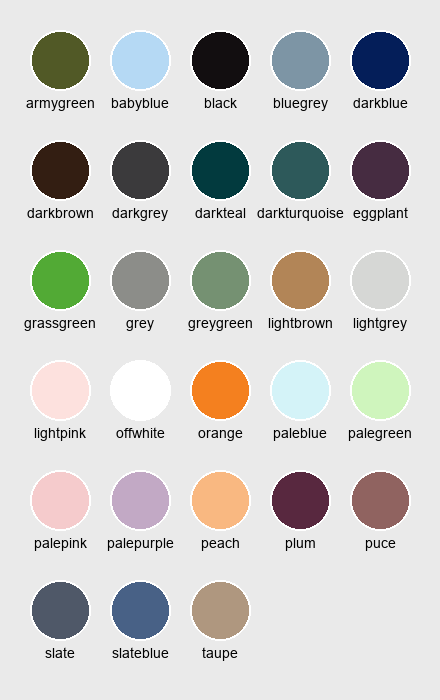 armygreen babyblue black bluegrey darkblue
darkbrown darkgrey darkteal darkturquoise eggplant
grassgreen grey greygreen lightbrown lightgrey
lightpink offwhite orange paleblue palegreen
palepink palepurple peach plum puce
slate slateblue taupe